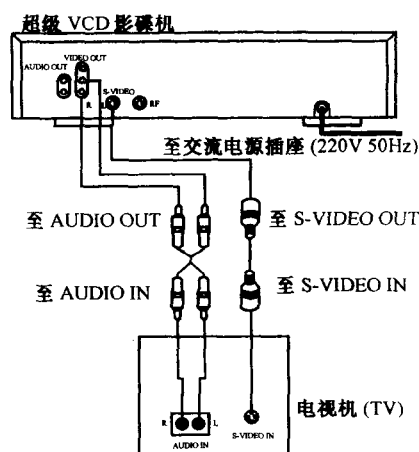 超级 VCD 影碟机
VIDEO OUT
AUDIO OUT
S-VIDEO
R L RF
至交流电源插座 (220V 50Hz)
至 AUDIO OUT 至 S-VIDEO OUT
至 AUDIO IN 至 S-VIDEO IN
电视机 (TV)
R L
AUDIO IN S-VIDEO IN